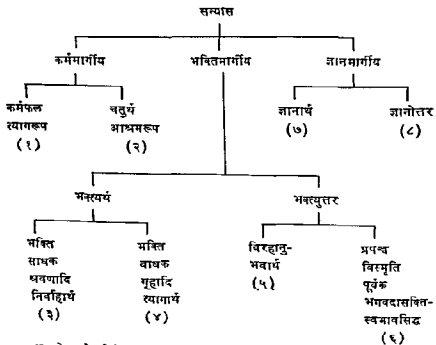 सन्यास
कर्ममार्गीय भक्तिमार्गीय ज्ञानमार्गीय
कर्मफल चतुर्थ ज्ञानार्थ ज्ञानोत्तर
त्यागरूप आश्रमरूप (७) (८)
(१) (२)
भक्त्यर्थ भक्त्युत्तर
भक्ति भक्ति विरहानु- प्रपञ्च
साधक बाधक भवार्थ विस्मृति
श्रवणादि गृहादि (५) पूर्वक
निर्वाहार्थ त्यागार्थ भगवदासक्ति-
(३) (४) स्वभावसिद्ध
(६)